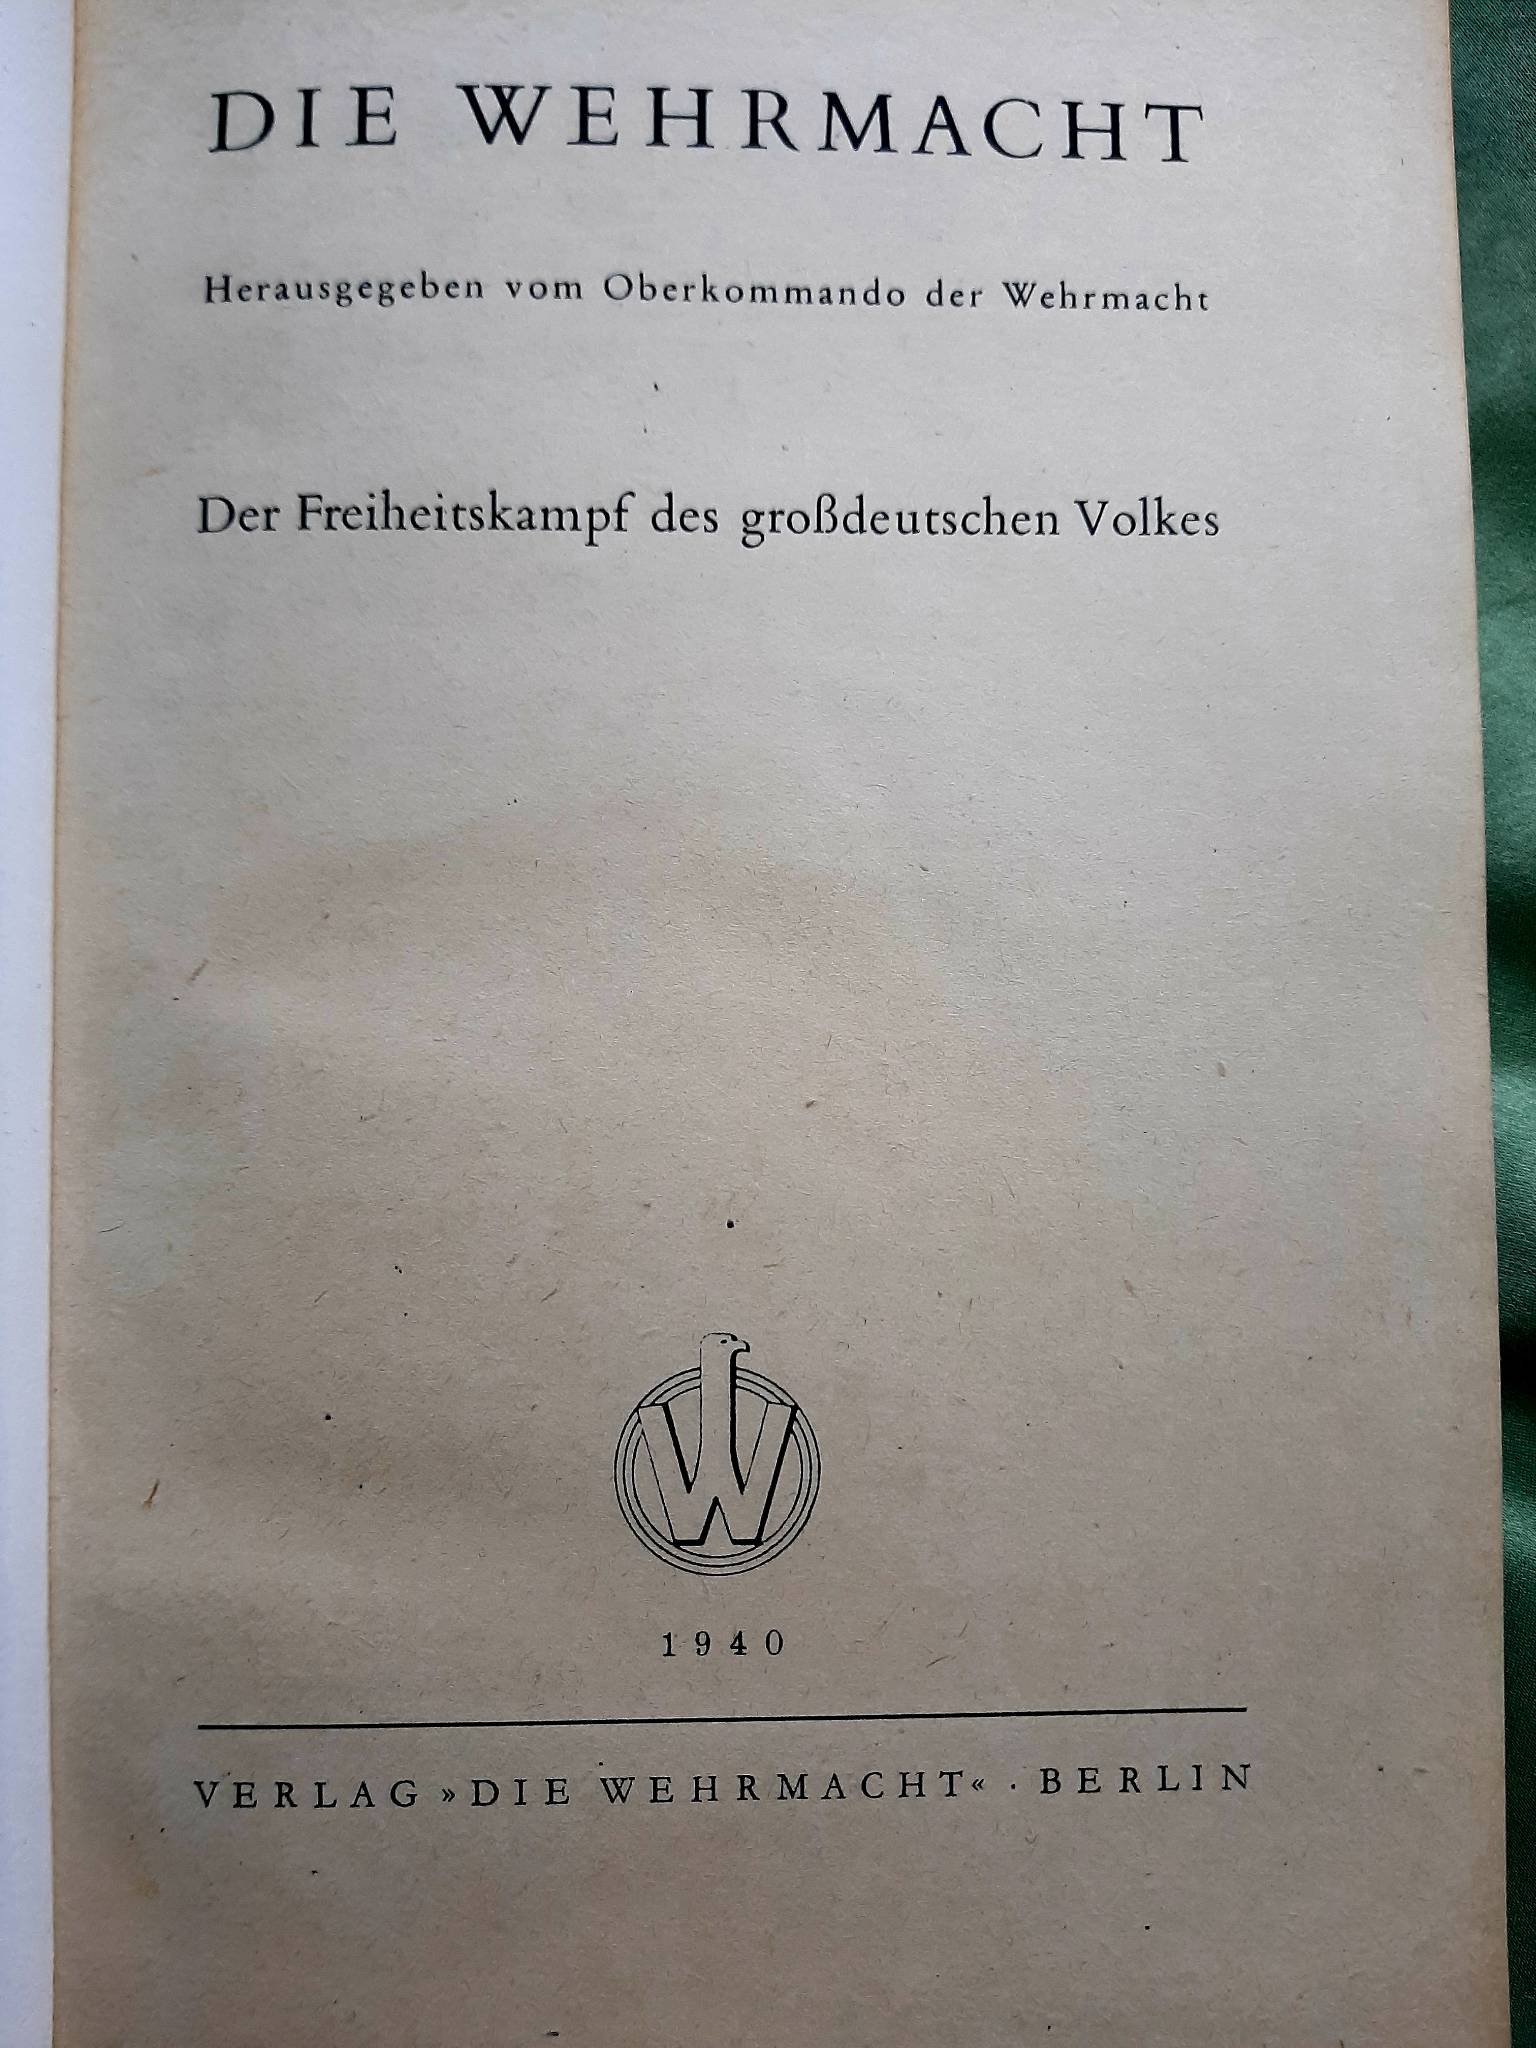 DIE WEHRMACHT
Herausgegeben vom Oberkommando der Wehrmacht
Der Freiheitskampf des großdeutschen Volkes
W
1940
VERLAG »DIE WEHRMACHT« · BERLIN